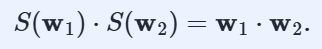 S(w₁) · S(w₂) = w₁ · w₂.